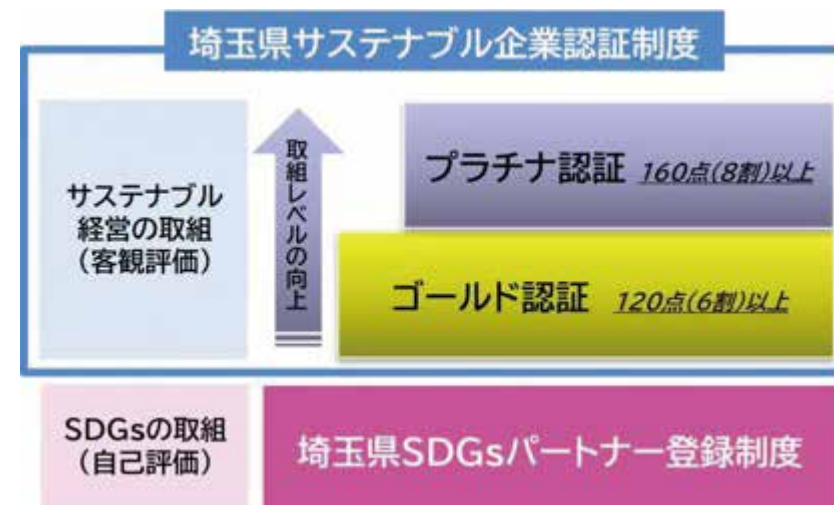 埼玉県サステナブル企業認証制度
サステナブル
経営の取組
（客観評価）
取組レベルの向上
プラチナ認証 160点(8割)以上
ゴールド認証 120点(6割)以上
SDGsの取組
（自己評価）
埼玉県SDGsパートナー登録制度